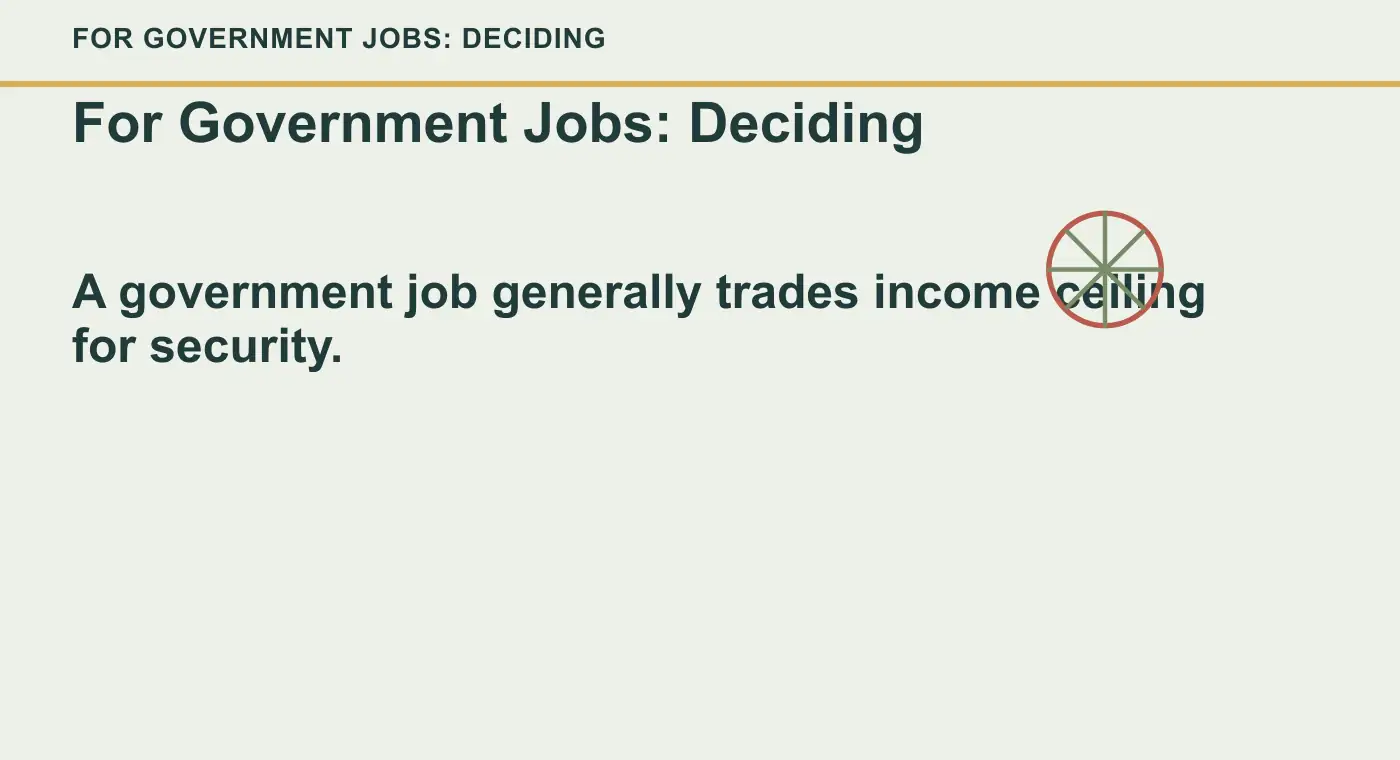 FOR GOVERNMENT JOBS: DECIDING
For Government Jobs: Deciding
A government job generally trades income ceiling
for security.